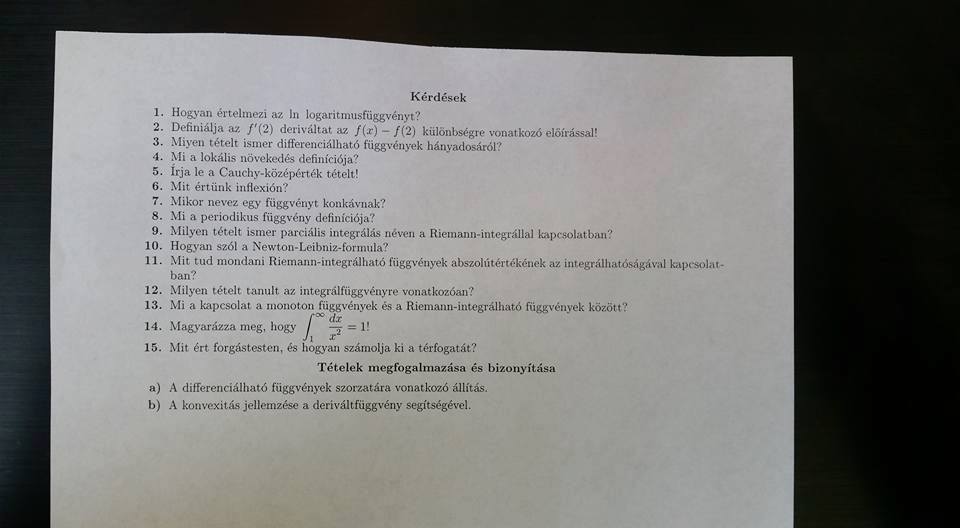 Kérdések
1. Hogyan értelmezi az ln logaritmusfüggvényt?
2. Definiálja az f′(2) deriváltat az f(x) − f(2) különbségre vonatkozó előírással!
3. Miyen tételt ismer differenciálható függvények hányadosáról?
4. Mi a lokális növekedés definíciója?
5. Írja le a Cauchy-középérték tételt!
6. Mit értünk inflexión?
7. Mikor nevez egy függvényt konkávnak?
8. Mi a periodikus függvény definíciója?
9. Milyen tételt ismer parciális integrálás néven a Riemann-integrállal kapcsolatban?
10. Hogyan szól a Newton-Leibniz-formula?
11. Mit tud mondani Riemann-integrálható függvények abszolútértékének az integrálhatóságával kapcsolat-
ban?
12. Milyen tételt tanult az integrálfüggvényre vonatkozóan?
13. Mi a kapcsolat a monoton függvények és a Riemann-integrálható függvények között?
14. Magyarázza meg, hogy ∫₁^∞ dx/x² = 1!
15. Mit ért forgástesten, és hogyan számolja ki a térfogatát?
Tételek megfogalmazása és bizonyítása
a) A differenciálható függvények szorzatára vonatkozó állítás.
b) A konvexitás jellemzése a deriváltfüggvény segítségével.